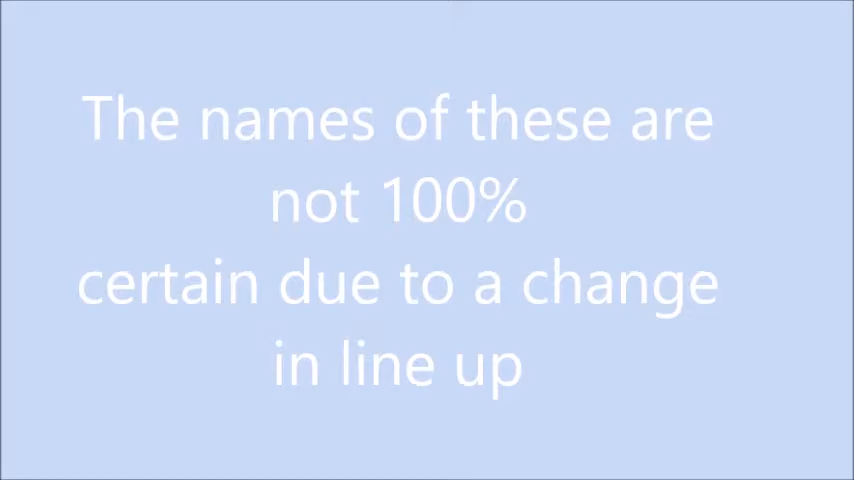 The names of these are
not 100%
certain due to a change
in line up